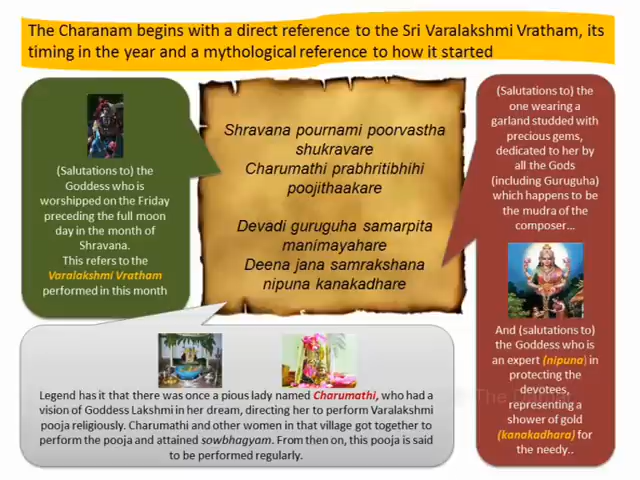 The Charanam begins with a direct reference to the Sri Varalakshmi Vratham, its
timing in the year and a mythological reference to how it started
(Salutations to) the
Goddess who is
worshipped on the Friday
preceding the full moon
day in the month of
Shravana.
This refers to the
Varalakshmi Vratham
performed in this month
Shravana pournami poorvastha
shukravare
Charumathi prabhritibhihi
poojithaakare
Devadi guruguha samarpita
manimayahare
Deena jana samrakshana
nipuna kanakadhare
(Salutations to) the
one wearing a
garland studded with
precious gems,
dedicated to her by
all the Gods
(including Guruguha)
which happens to be
the mudra of the
composer...
And (salutations to)
the Goddess who is
an expert (nipuna) in
protecting the
devotees,
representing a
shower of gold
(kanakadhara) for
the needy..
Legend has it that there was once a pious lady named Charumathi, who had a
vision of Goddess Lakshmi in her dream, directing her to perform Varalakshmi
pooja religiously. Charumathi and other women in that village got together to
perform the pooja and attained sowbhagyam. From then on, this pooja is said
to be performed regularly.